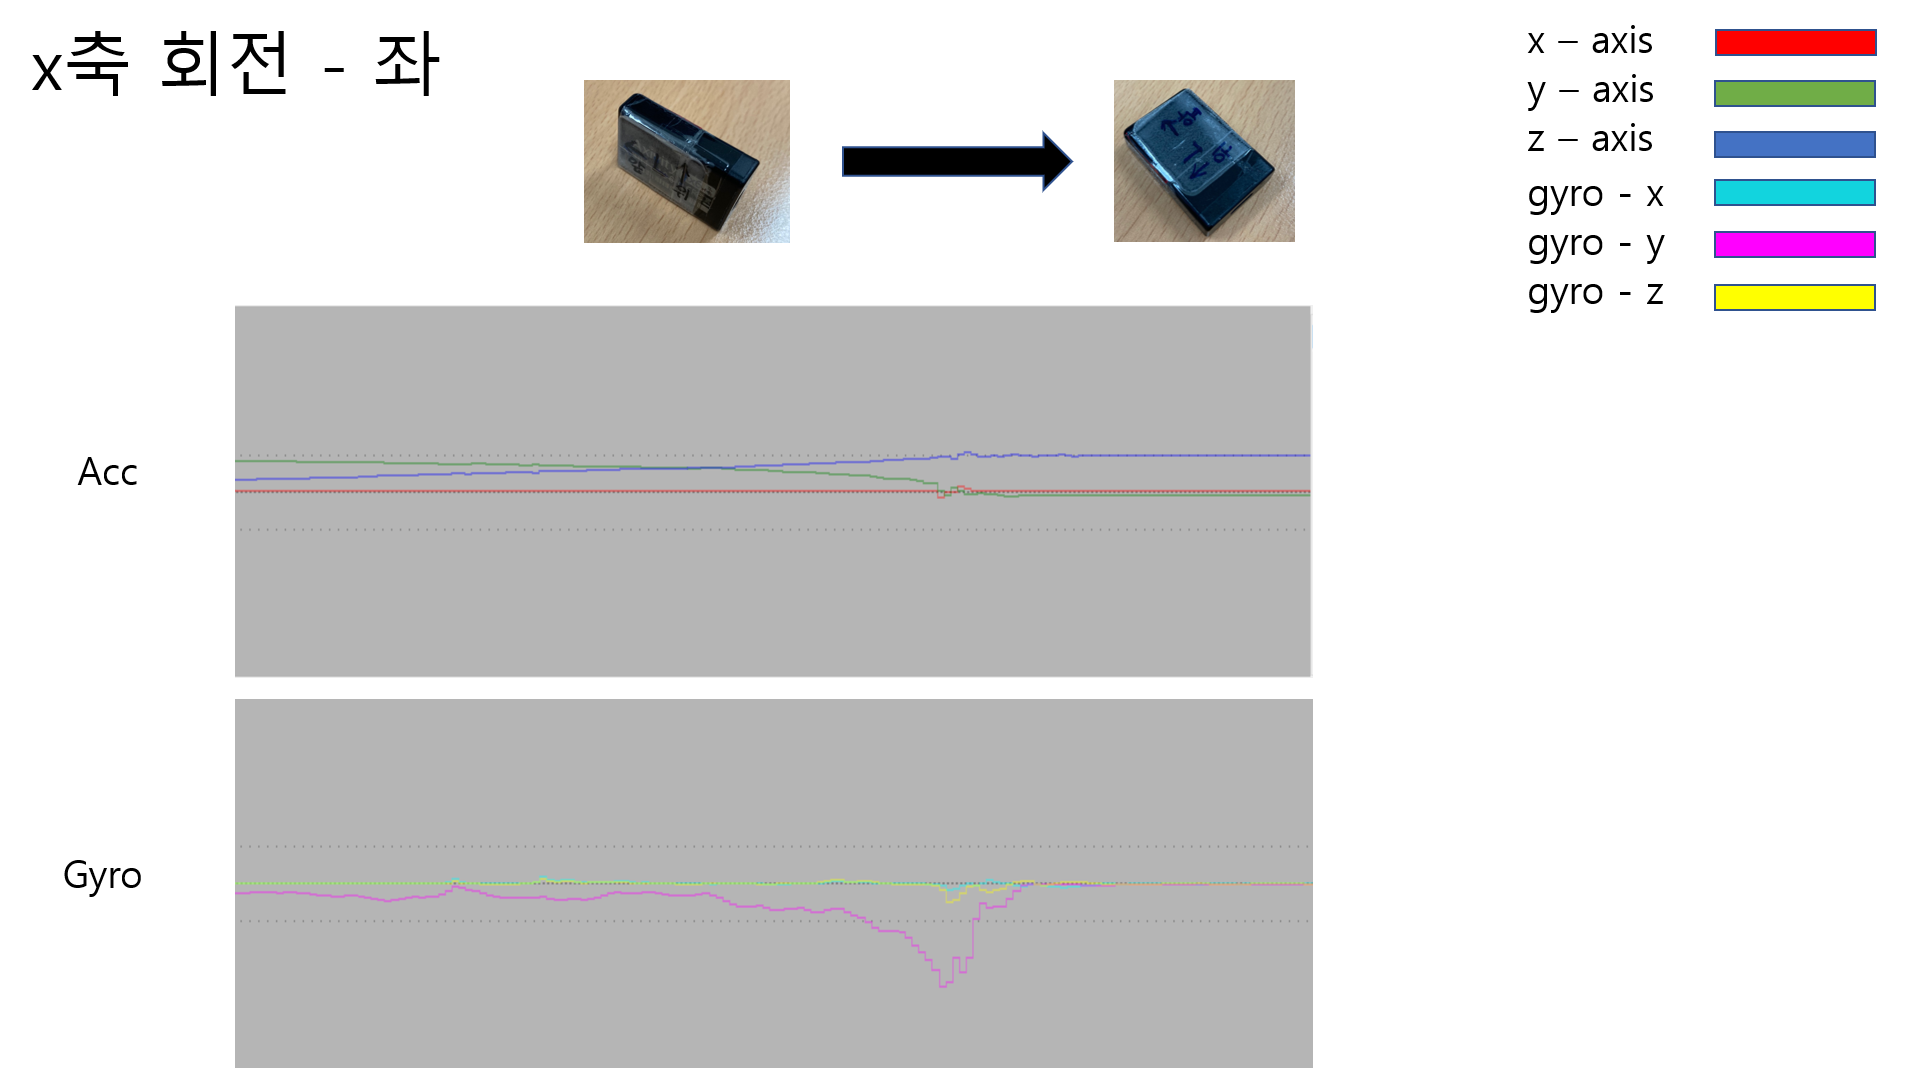 x축 회전 - 좌
x – axis
y – axis
z – axis
gyro - x
gyro - y
gyro - z
Acc
Gyro